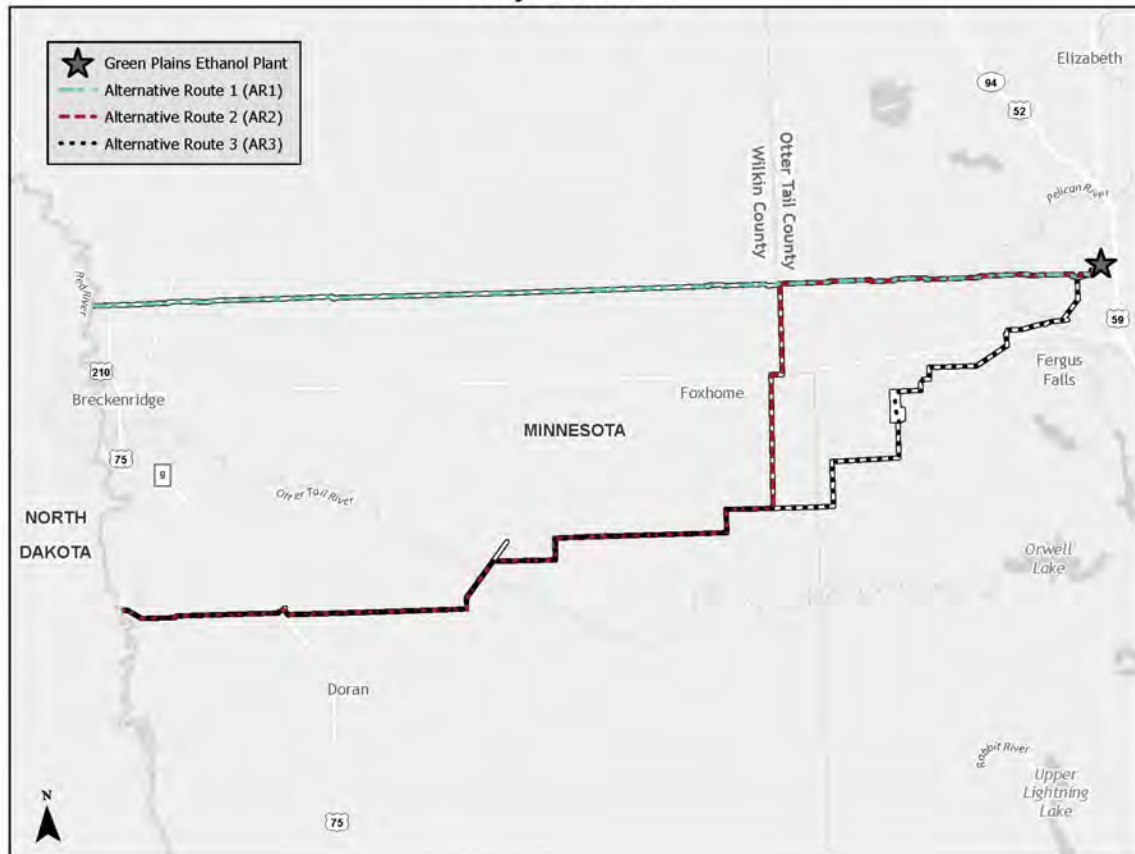 Green Plains Ethanol Plant
Alternative Route 1 (AR1)
Alternative Route 2 (AR2)
Alternative Route 3 (AR3)
Elizabeth
94
52
Otter Tail County
Wilkin County
Pelican River
Red River
59
210
Fergus
Falls
Foxhome
Breckenridge
MINNESOTA
75
9
Otter Tail River
NORTH
DAKOTA
Orwell
Lake
Doran
Rabbit River
Upper
Lightning
Lake
N
75